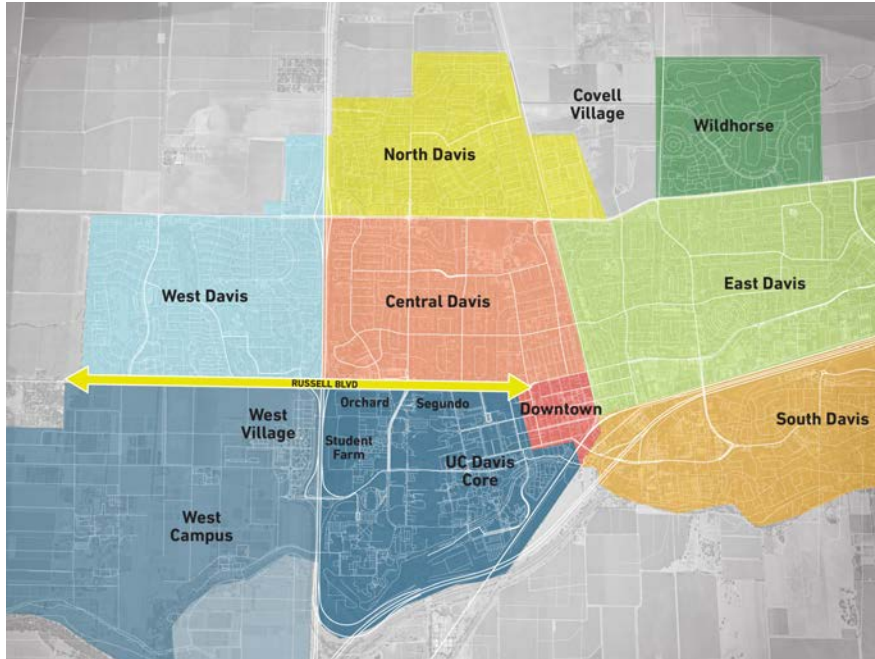 Covell
Village
Wildhorse
North Davis
West Davis
Central Davis
East Davis
RUSSELL BLVD
Orchard
Segundo
Downtown
West
Village
South Davis
Student
Farm
UC Davis
Core
West
Campus